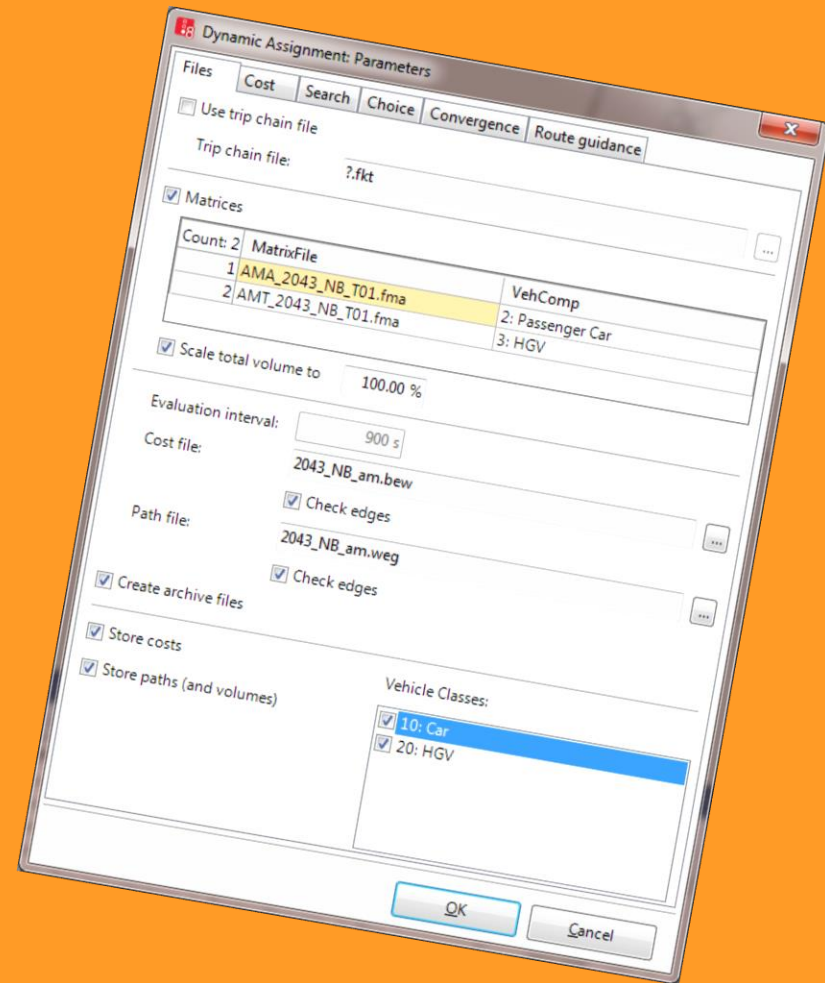 Dynamic Assignment: Parameters
Files Cost Search Choice Convergence Route guidance
Use trip chain file
Trip chain file: ?.fkt ...
Matrices
Count: 2 MatrixFile VehComp
1 AMA_2043_NB_T01.fma 2: Passenger Car
2 AMT_2043_NB_T01.fma 3: HGV
Scale total volume to 100.00 %
Evaluation interval: 900 s
Cost file: 2043_NB_am.bew ...
Check edges
Path file: 2043_NB_am.weg ...
Check edges
Create archive files
Store costs
Store paths (and volumes)
Vehicle Classes:
10: Car
20: HGV
OK Cancel